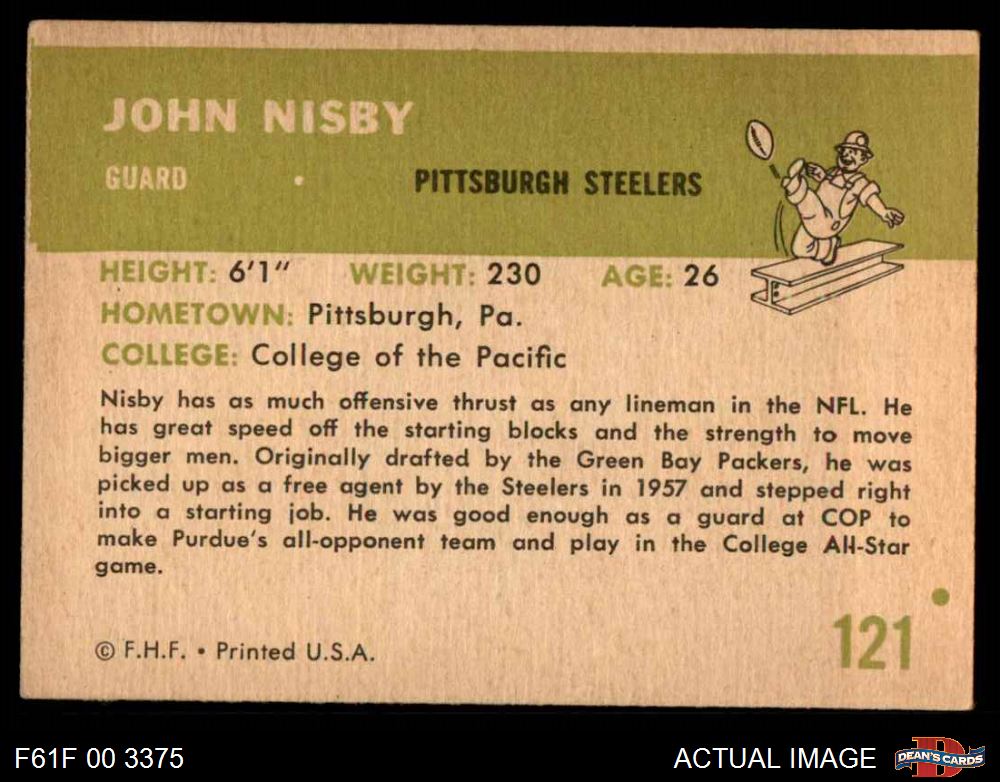 JOHN NISBY
GUARD • PITTSBURGH STEELERS
HEIGHT: 6'1" WEIGHT: 230 AGE: 26
HOMETOWN: Pittsburgh, Pa.
COLLEGE: College of the Pacific
Nisby has as much offensive thrust as any lineman in the NFL. He
has great speed off the starting blocks and the strength to move
bigger men. Originally drafted by the Green Bay Packers, he was
picked up as a free agent by the Steelers in 1957 and stepped right
into a starting job. He was good enough as a guard at COP to
make Purdue's all-opponent team and play in the College All-Star
game.
121
© F.H.F. • Printed U.S.A.
F61F 00 3375
ACTUAL IMAGE
DEAN'S CARDS